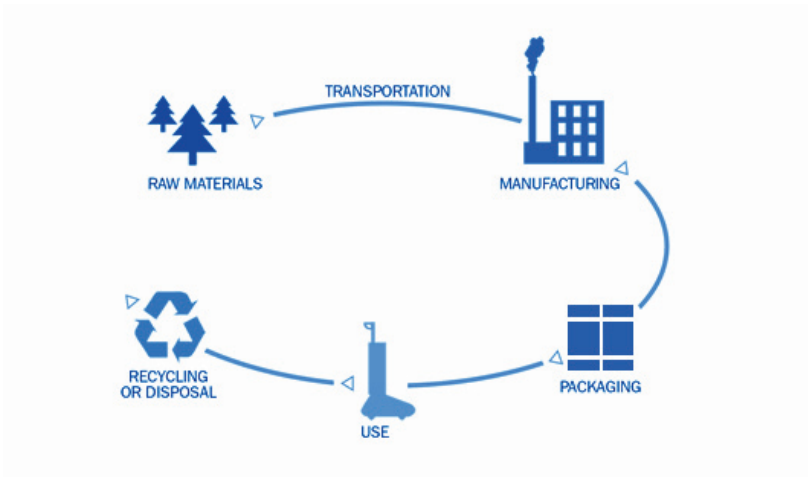 TRANSPORTATION
RAW MATERIALS
MANUFACTURING
RECYCLING
OR DISPOSAL
PACKAGING
USE